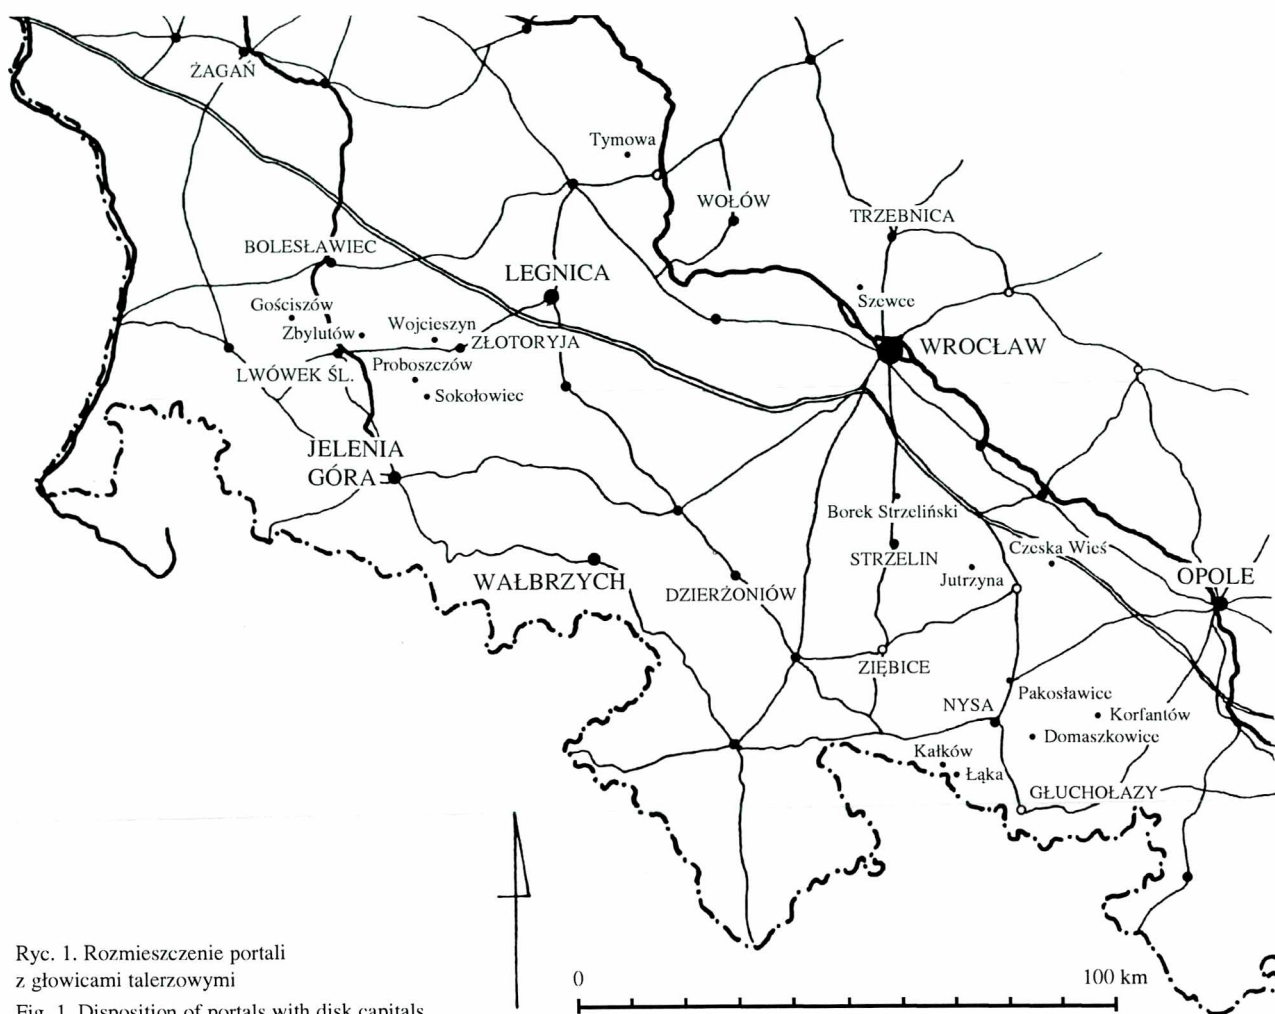 ŻAGAŃ
Tymowa
WOŁÓW
TRZEBNICA
BOLESŁAWIEC
LEGNICA
Szewce
Gościszów
Zbylutów
Wojcieszyn
ZŁOTORYJA
WROCŁAW
LWÓWEK ŚL.
Proboszczów
Sokołowiec
JELENIA
GÓRA
Borek Strzeliński
STRZELIN
Czeska Wieś
Jutrzyna
WAŁBRZYCH
DZIERŻONIÓW
OPOLE
ZIĘBICE
Pakosławice
NYSA
Korfantów
Domaszkowice
Kałków
Łąka
GŁUCHOŁAZY
Ryc. 1. Rozmieszczenie portali
z głowicami talerzowymi
Fig. 1. Disposition of portals with disk capitals
0
100 km